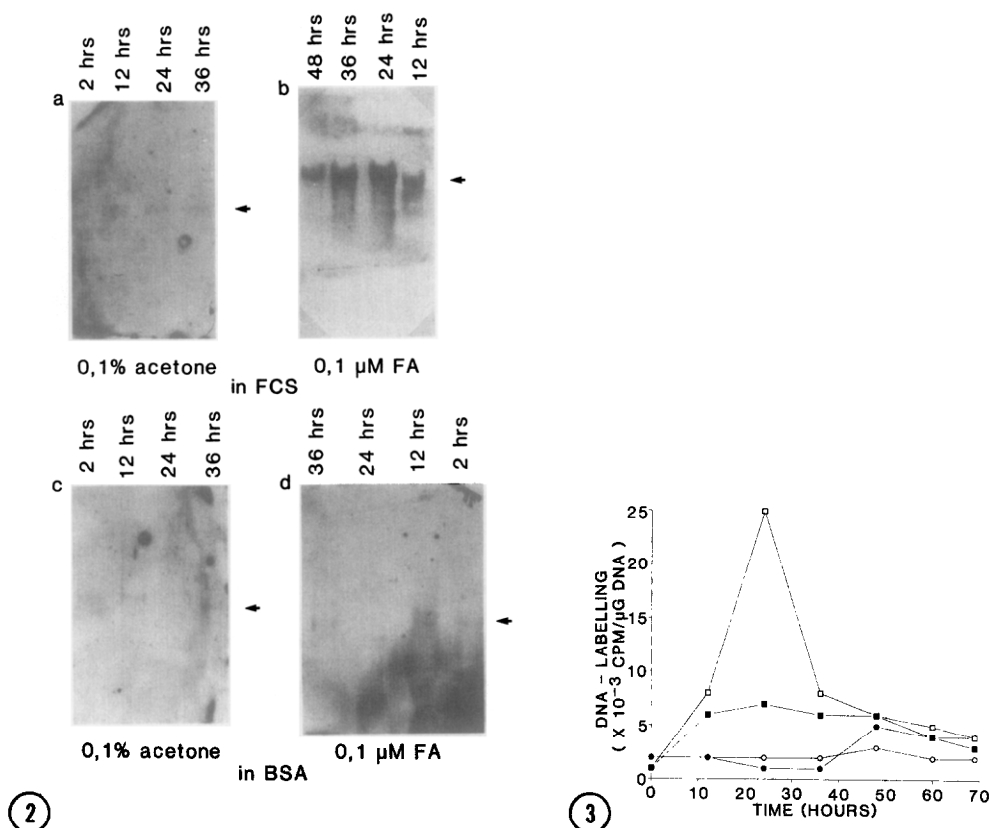 2 hrs 12 hrs 24 hrs 36 hrs
48 hrs 36 hrs 24 hrs 12 hrs
a
b
0,1% acetone
0,1 µM FA
in FCS
2 hrs 12 hrs 24 hrs 36 hrs
36 hrs 24 hrs 12 hrs 2 hrs
c
d
0,1% acetone
0,1 µM FA
in BSA
2
DNA - LABELLING
( X 10⁻³ CPM/µG DNA )
25
20
15
10
5
0
0 10 20 30 40 50 60 70
TIME (HOURS)
3